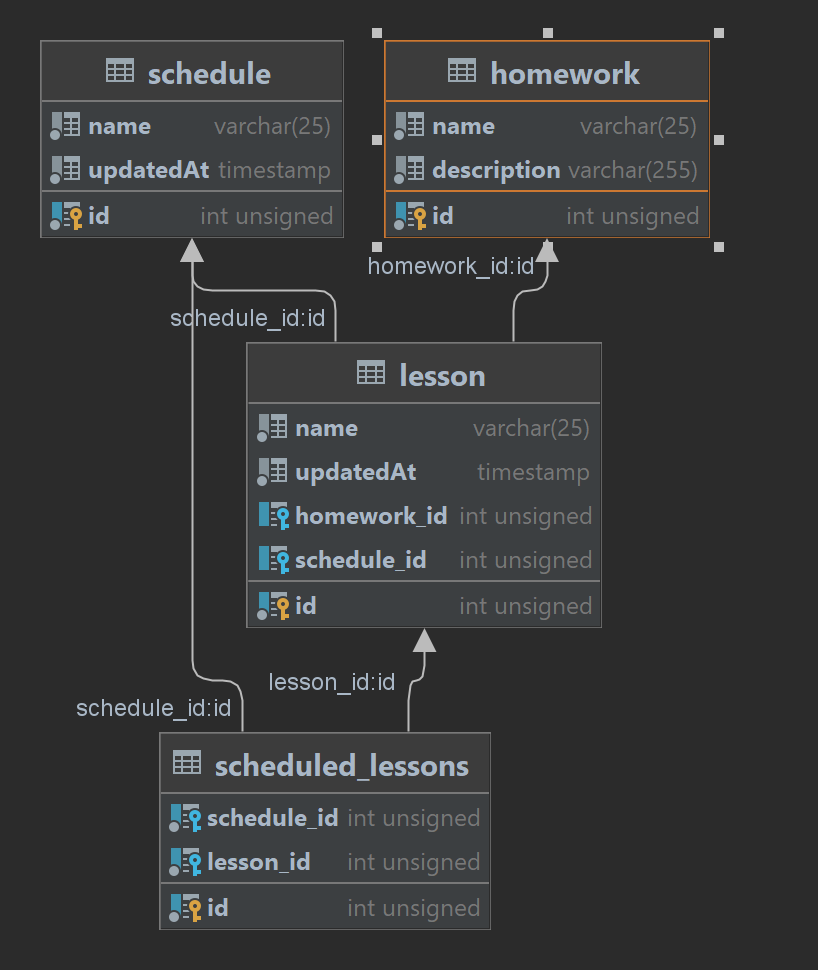 schedule
name varchar(25)
updatedAt timestamp
id int unsigned
homework
name varchar(25)
description varchar(255)
id int unsigned
homework_id:id
schedule_id:id
lesson
name varchar(25)
updatedAt timestamp
homework_id int unsigned
schedule_id int unsigned
id int unsigned
lesson_id:id
schedule_id:id
scheduled_lessons
schedule_id int unsigned
lesson_id int unsigned
id int unsigned